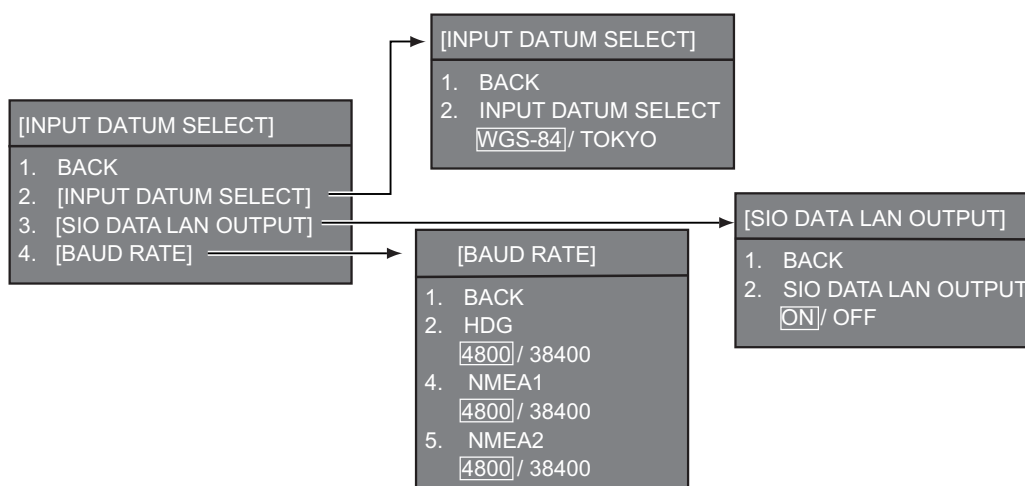 [INPUT DATUM SELECT]
1. BACK
2. [INPUT DATUM SELECT]
3. [SIO DATA LAN OUTPUT]
4. [BAUD RATE]
[INPUT DATUM SELECT]
1. BACK
2. INPUT DATUM SELECT
WGS-84 / TOKYO
[BAUD RATE]
1. BACK
2. HDG
4800 / 38400
4. NMEA1
4800 / 38400
5. NMEA2
4800 / 38400
[SIO DATA LAN OUTPUT]
1. BACK
2. SIO DATA LAN OUTPUT
ON / OFF